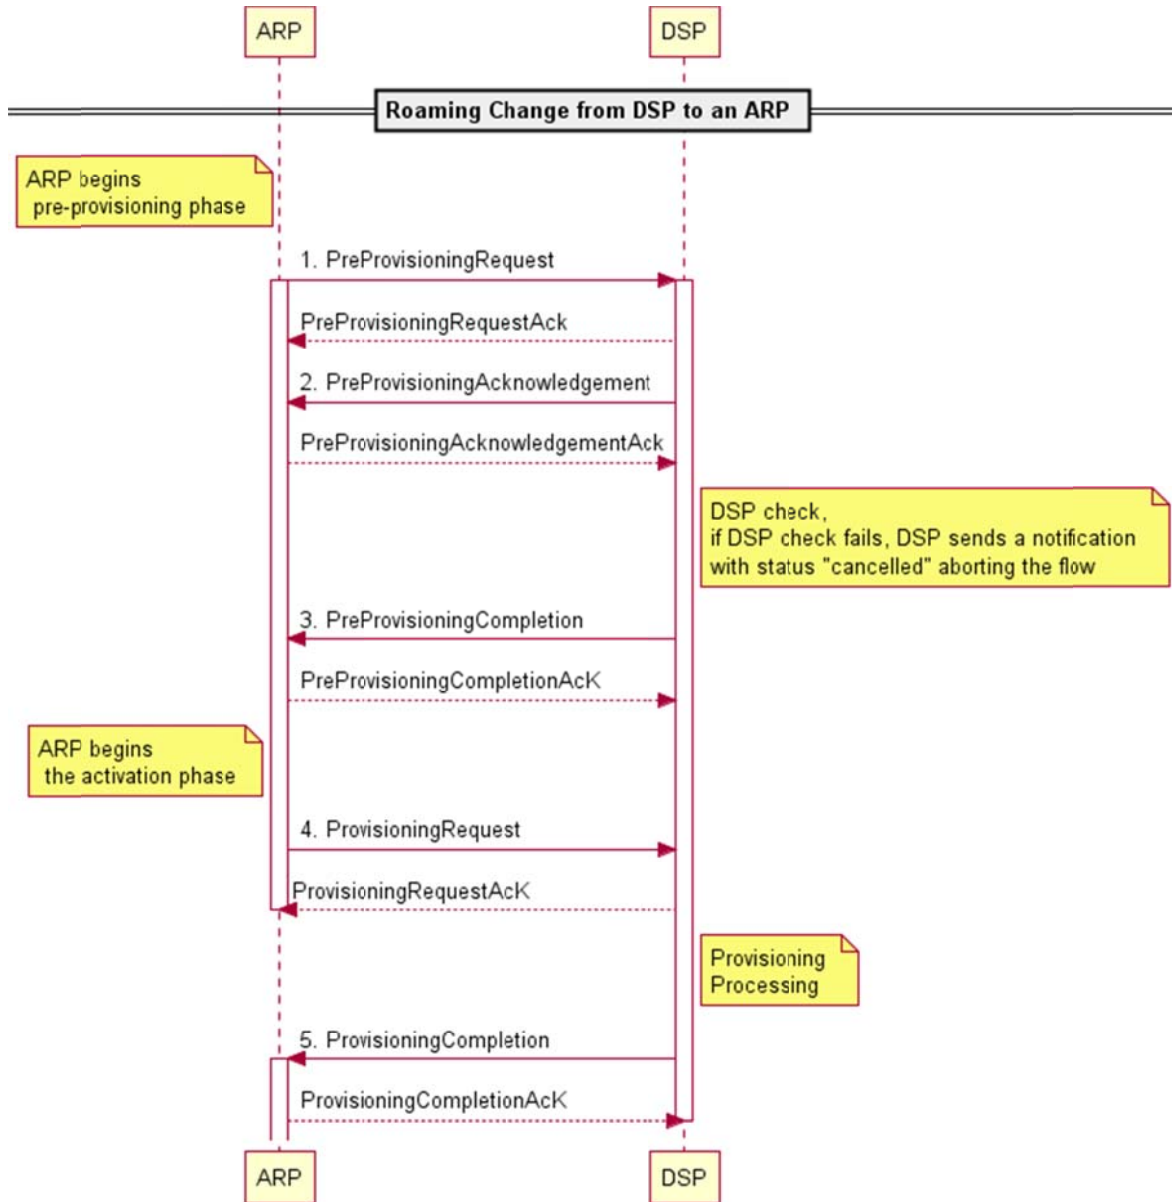 ARP DSP
Roaming Change from DSP to an ARP
ARP begins
pre-provisioning phase
1. PreProvisioningRequest
PreProvisioningRequestAck
2. PreProvisioningAcknowledgement
PreProvisioningAcknowledgementAck
DSP check,
if DSP check fails, DSP sends a notification
with status "cancelled" aborting the flow
3. PreProvisioningCompletion
PreProvisioningCompletionAcK
ARP begins
the activation phase
4. ProvisioningRequest
ProvisioningRequestAcK
Provisioning
Processing
5. ProvisioningCompletion
ProvisioningCompletionAcK
ARP DSP